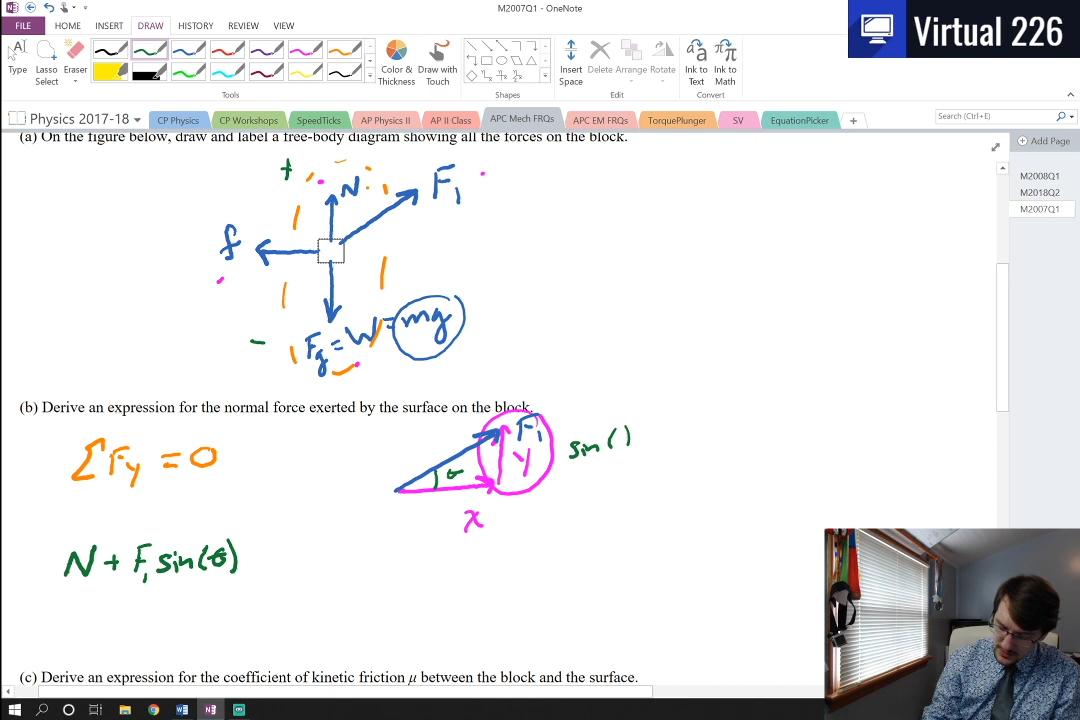 M2007Q1 - OneNote
FILE HOME INSERT DRAW HISTORY REVIEW VIEW
Virtual 226
Type
Lasso Select
Eraser
Color & Thickness
Draw with Touch
Insert Space
Delete
Arrange
Rotate
Ink to Text
Ink to Math
Tools
Shapes
Edit
Convert
Physics 2017-18
CP Physics CP Workshops SpeedTicks AP Physics II AP II Class APC Mech FRQs APC EM FRQs TorquePlunger SV EquationPicker
Search (Ctrl+E)
Add Page
M2008Q1
M2018Q2
M2007Q1
(a) On the figure below, draw and label a free-body diagram showing all the forces on the block.
+
N
F₁
f
-
Fg = W = mg
(b) Derive an expression for the normal force exerted by the surface on the block.
ΣFy = 0
F₁
y
θ
sin()
x
N + F₁ sin(θ)
(c) Derive an expression for the coefficient of kinetic friction μ between the block and the surface.